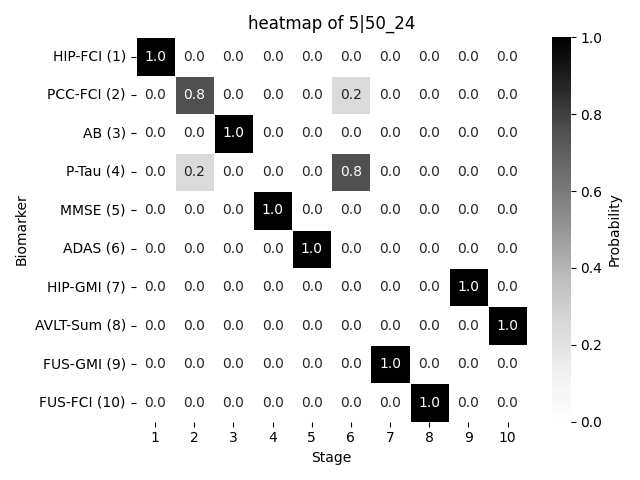 heatmap of 5|50_24
HIP-FCI (1) 1.0 0.0 0.0 0.0 0.0 0.0 0.0 0.0 0.0 0.0
PCC-FCI (2) 0.0 0.8 0.0 0.0 0.0 0.2 0.0 0.0 0.0 0.0
AB (3) 0.0 0.0 1.0 0.0 0.0 0.0 0.0 0.0 0.0 0.0
P-Tau (4) 0.0 0.2 0.0 0.0 0.0 0.8 0.0 0.0 0.0 0.0
MMSE (5) 0.0 0.0 0.0 1.0 0.0 0.0 0.0 0.0 0.0 0.0
ADAS (6) 0.0 0.0 0.0 0.0 1.0 0.0 0.0 0.0 0.0 0.0
HIP-GMI (7) 0.0 0.0 0.0 0.0 0.0 0.0 0.0 0.0 1.0 0.0
AVLT-Sum (8) 0.0 0.0 0.0 0.0 0.0 0.0 0.0 0.0 0.0 1.0
FUS-GMI (9) 0.0 0.0 0.0 0.0 0.0 0.0 1.0 0.0 0.0 0.0
FUS-FCI (10) 0.0 0.0 0.0 0.0 0.0 0.0 0.0 1.0 0.0 0.0
1 2 3 4 5 6 7 8 9 10
Stage
Biomarker
1.0
0.8
0.6
0.4
0.2
0.0
Probability